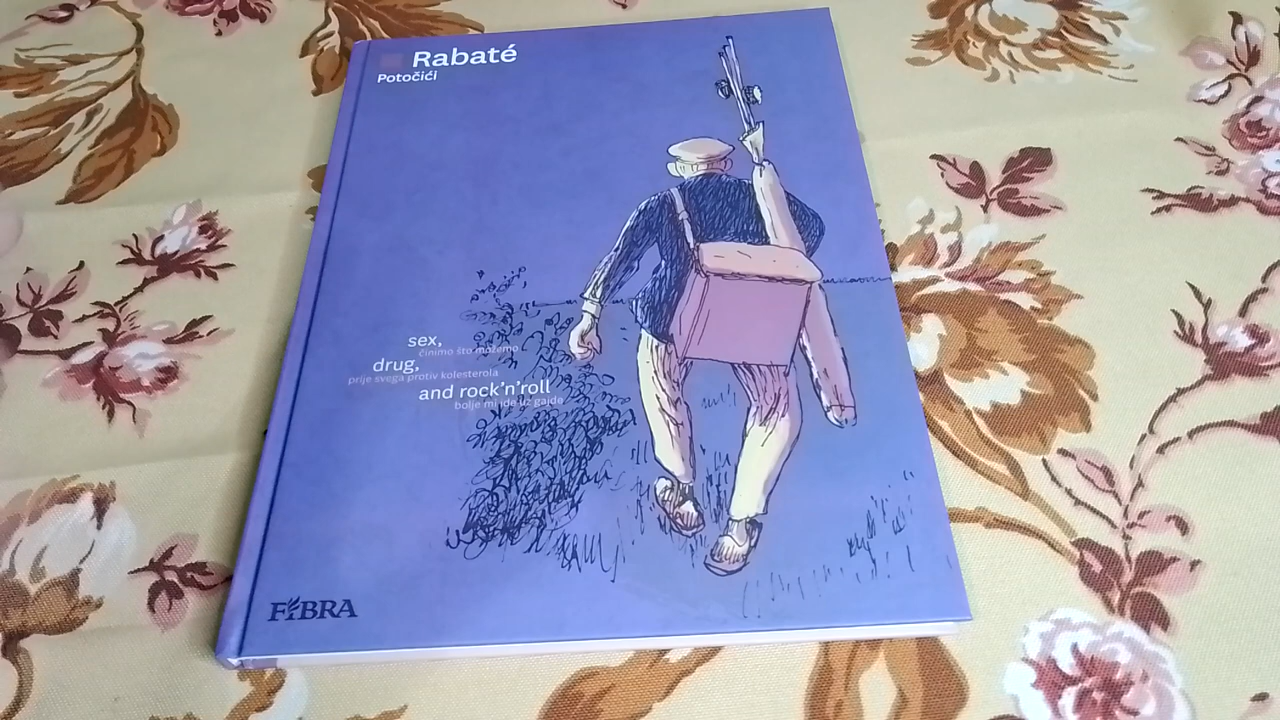 Rabaté
Potočići
sex,
činimo što možemo
drug,
prije svega protiv kolesterola
and rock'n'roll
bolje mi ide uz gajde
FiBRA